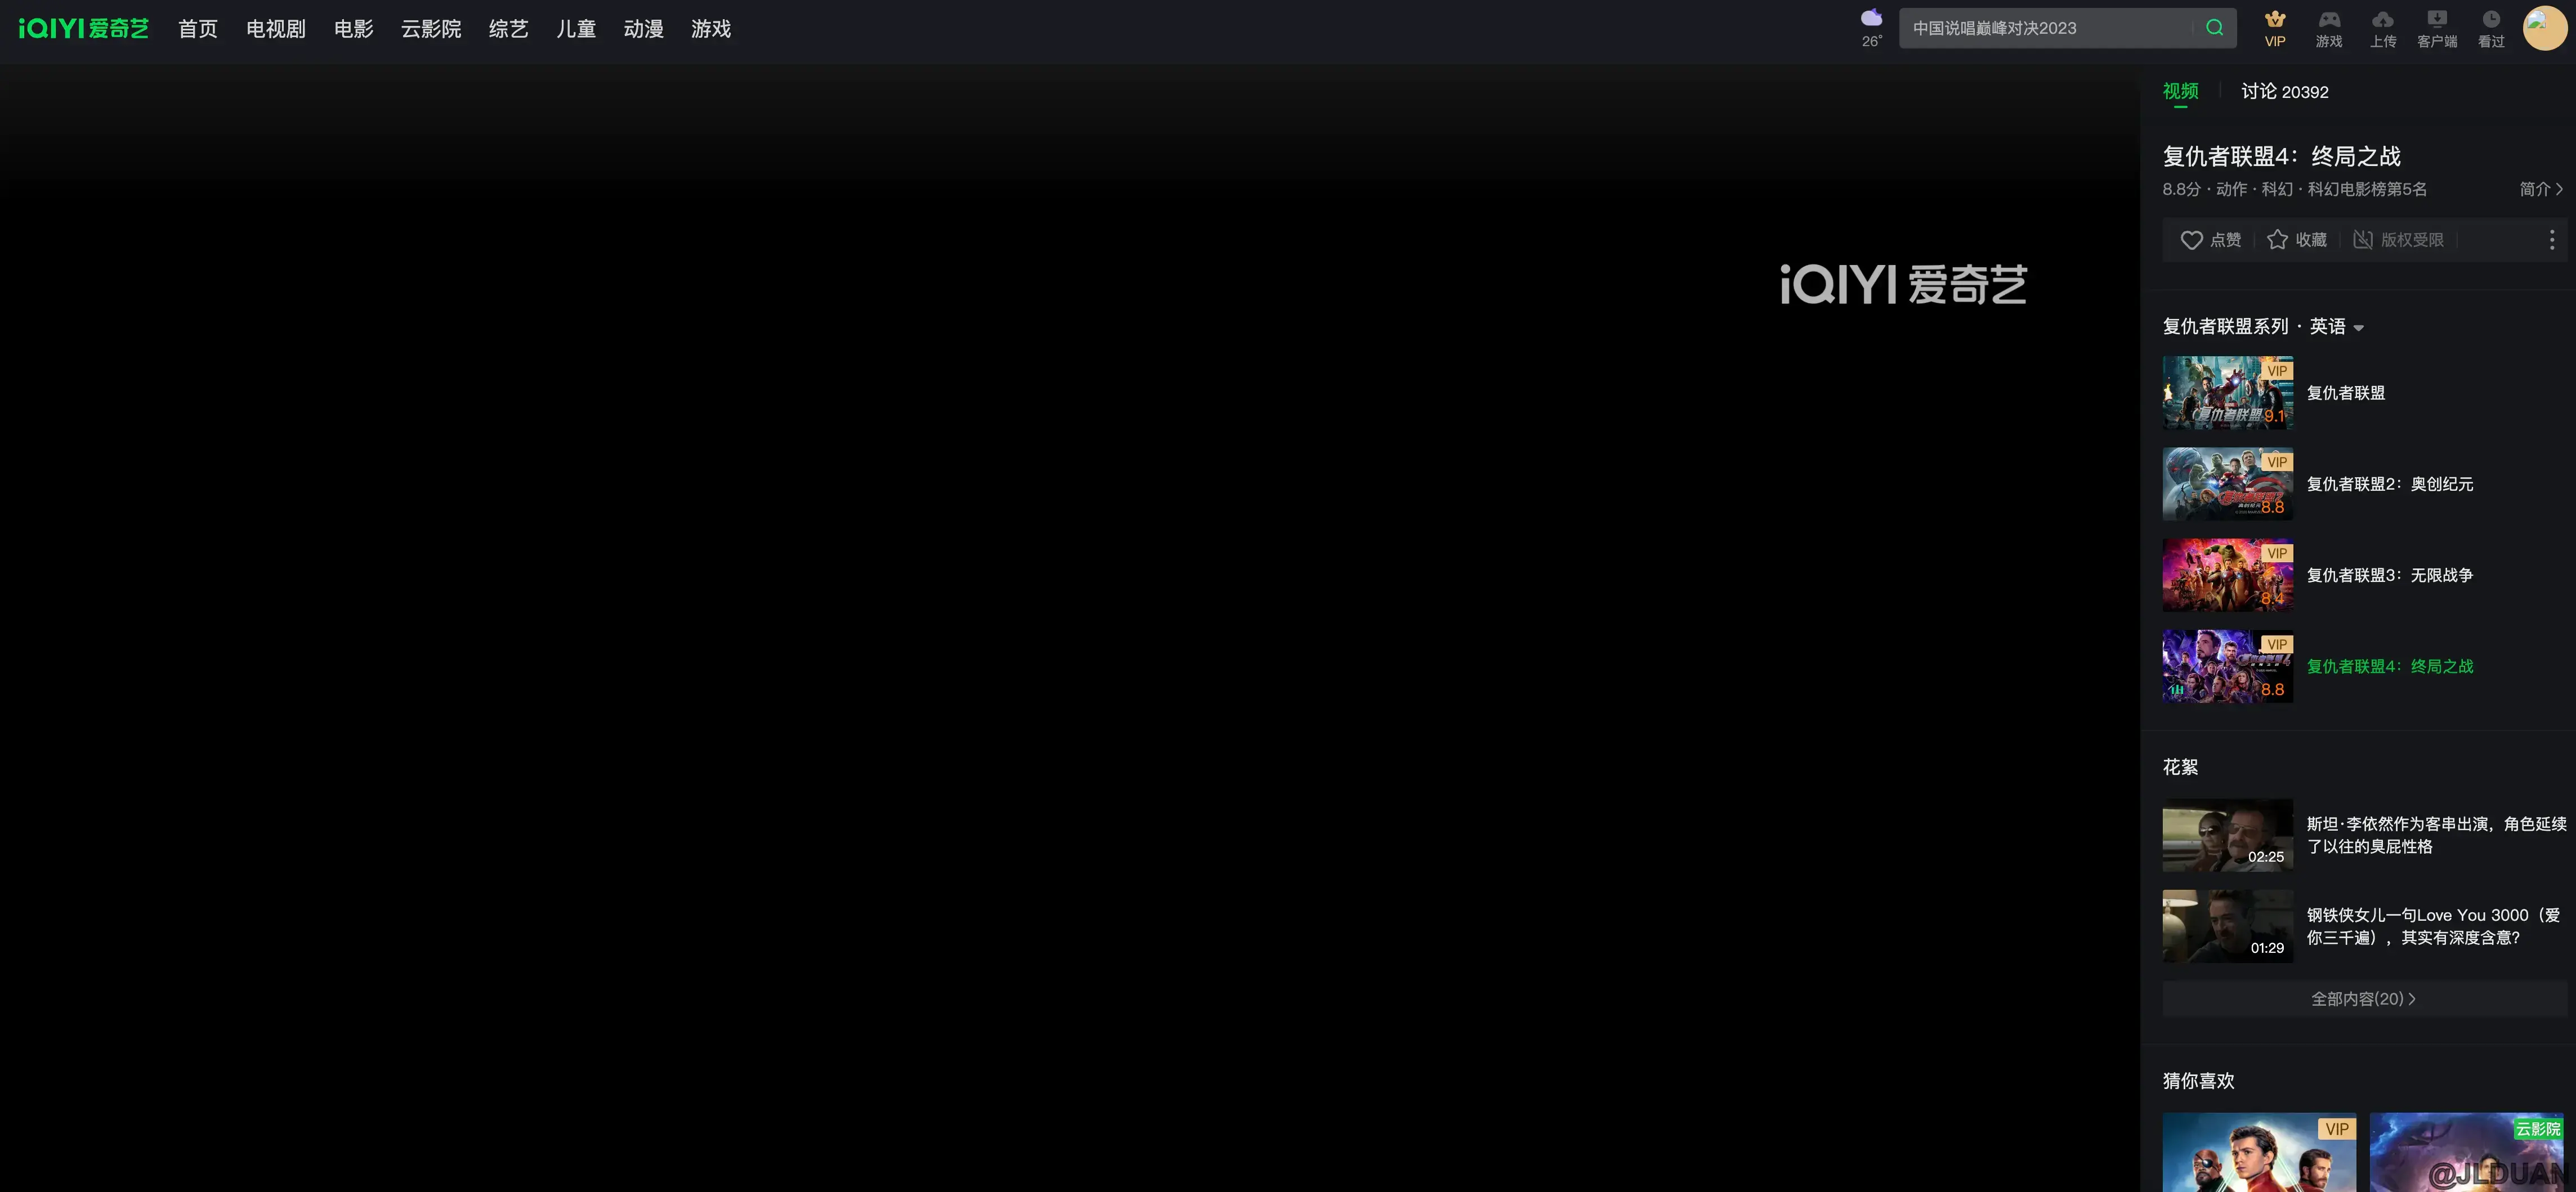 iQIYI 爱奇艺 首页 电视剧 电影 云影院 综艺 儿童 动漫 游戏
26°
中国说唱巅峰对决2023
VIP 游戏 上传 客户端 看过
视频 讨论 20392
复仇者联盟4：终局之战
8.8分 · 动作 · 科幻 · 科幻电影榜第5名 简介
点赞 收藏 版权受限
iQIYI 爱奇艺
复仇者联盟系列 · 英语
VIP
复仇者联盟
9.1
复仇者联盟
VIP
8.8
复仇者联盟2：奥创纪元
VIP
8.4
复仇者联盟3：无限战争
VIP
8.8
复仇者联盟4：终局之战
花絮
02:25
斯坦·李依然作为客串出演，角色延续
了以往的臭屁性格
01:29
钢铁侠女儿一句Love You 3000（爱
你三千遍），其实有深度含意？
全部内容(20)
猜你喜欢
VIP
云影院
@JLDUAN